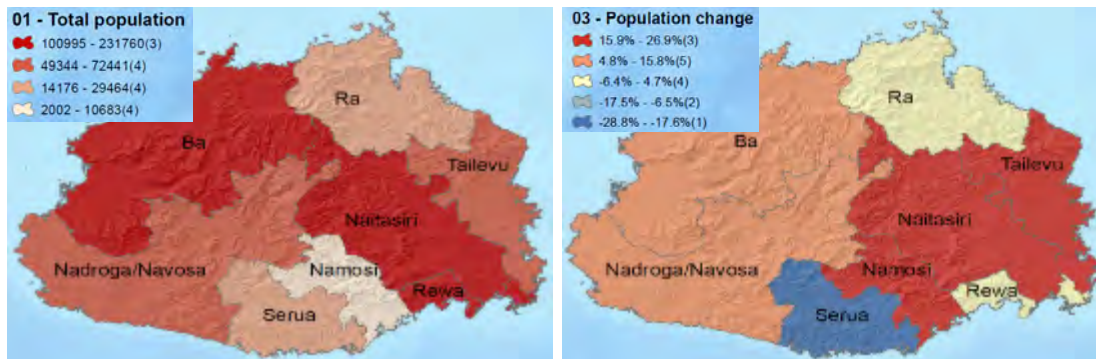 01 - Total population
100995 - 231760(3)
49344 - 72441(4)
14176 - 29464(4)
2002 - 10683(4)
Ra
Ba
Tailevu
Naitasiri
Nadroga/Navosa
Namosi
Rewa
Serua
03 - Population change
15.9% - 26.9%(3)
4.8% - 15.8%(5)
-6.4% - 4.7%(4)
-17.5% - -6.5%(2)
-28.8% - -17.6%(1)
Ra
Ba
Tailevu
Naitasiri
Nadroga/Navosa
Namosi
Rewa
Serua